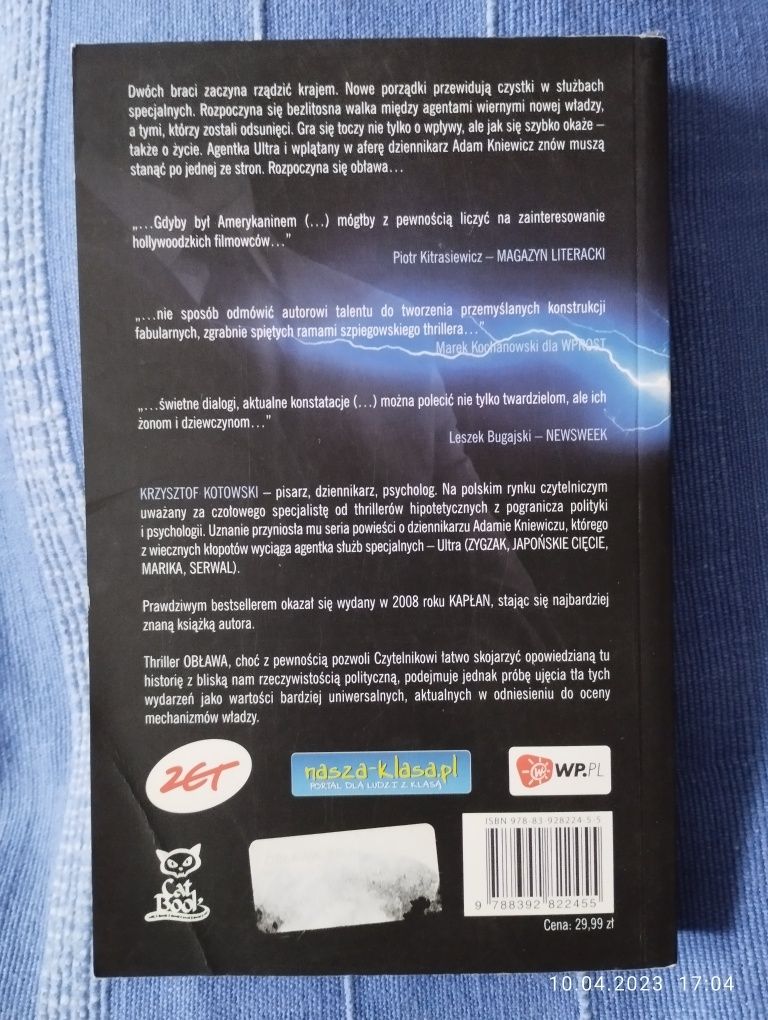 Dwóch braci zaczyna rządzić krajem. Nowe porządki przewidują czystki w służbach
specjalnych. Rozpoczyna się bezlitosna walka między agentami wiernymi nowej władzy,
a tymi, którzy zostali odsunięci. Gra się toczy nie tylko o wpływy, ale jak się szybko okaże –
także o życie. Agentka Ultra i wplątany w aferę dziennikarz Adam Kniewicz znów muszą
stanąć po jednej ze stron. Rozpoczyna się obława…
„…Gdyby był Amerykaninem (…) mógłby z pewnością liczyć na zainteresowanie
hollywoodzkich filmowców…”
Piotr Kitrasiewicz – MAGAZYN LITERACKI
„…nie sposób odmówić autorowi talentu do tworzenia przemyślanych konstrukcji
fabularnych, zgrabnie spiętych ramami szpiegowskiego thrillera…”
Marek Kochanowski dla WPROST
„…świetne dialogi, aktualne konstatacje (…) można polecić nie tylko twardzielom, ale ich
żonom i dziewczynom…”
Leszek Bugajski – NEWSWEEK
KRZYSZTOF KOTOWSKI – pisarz, dziennikarz, psycholog. Na polskim rynku czytelniczym
uważany za czołowego specjalistę od thrillerów hipotetycznych z pogranicza polityki
i psychologii. Uznanie przyniosła mu seria powieści o dziennikarzu Adamie Kniewiczu, którego
z wiecznych kłopotów wyciąga agentka służb specjalnych – Ultra (ZYGZAK, JAPOŃSKIE CIĘCIE,
MARIKA, SERWAL).
Prawdziwym bestsellerem okazał się wydany w 2008 roku KAPŁAN, stając się najbardziej
znaną książką autora.
Thriller OBŁAWA, choć z pewnością pozwoli Czytelnikowi łatwo skojarzyć opowiedzianą tu
historię z bliską nam rzeczywistością polityczną, podejmuje jednak próbę ujęcia tła tych
wydarzeń jako wartości bardziej uniwersalnych, aktualnych w odniesieniu do oceny
mechanizmów władzy.
ZET
nasza-klasa.pl
PORTAL DLA LUDZI Z KLASĄ
W WP.PL
ISBN 978-83-928224-5-5
9 788392 822455
Cena: 29,99 zł
Cat
Book
10.04.2023 17:04